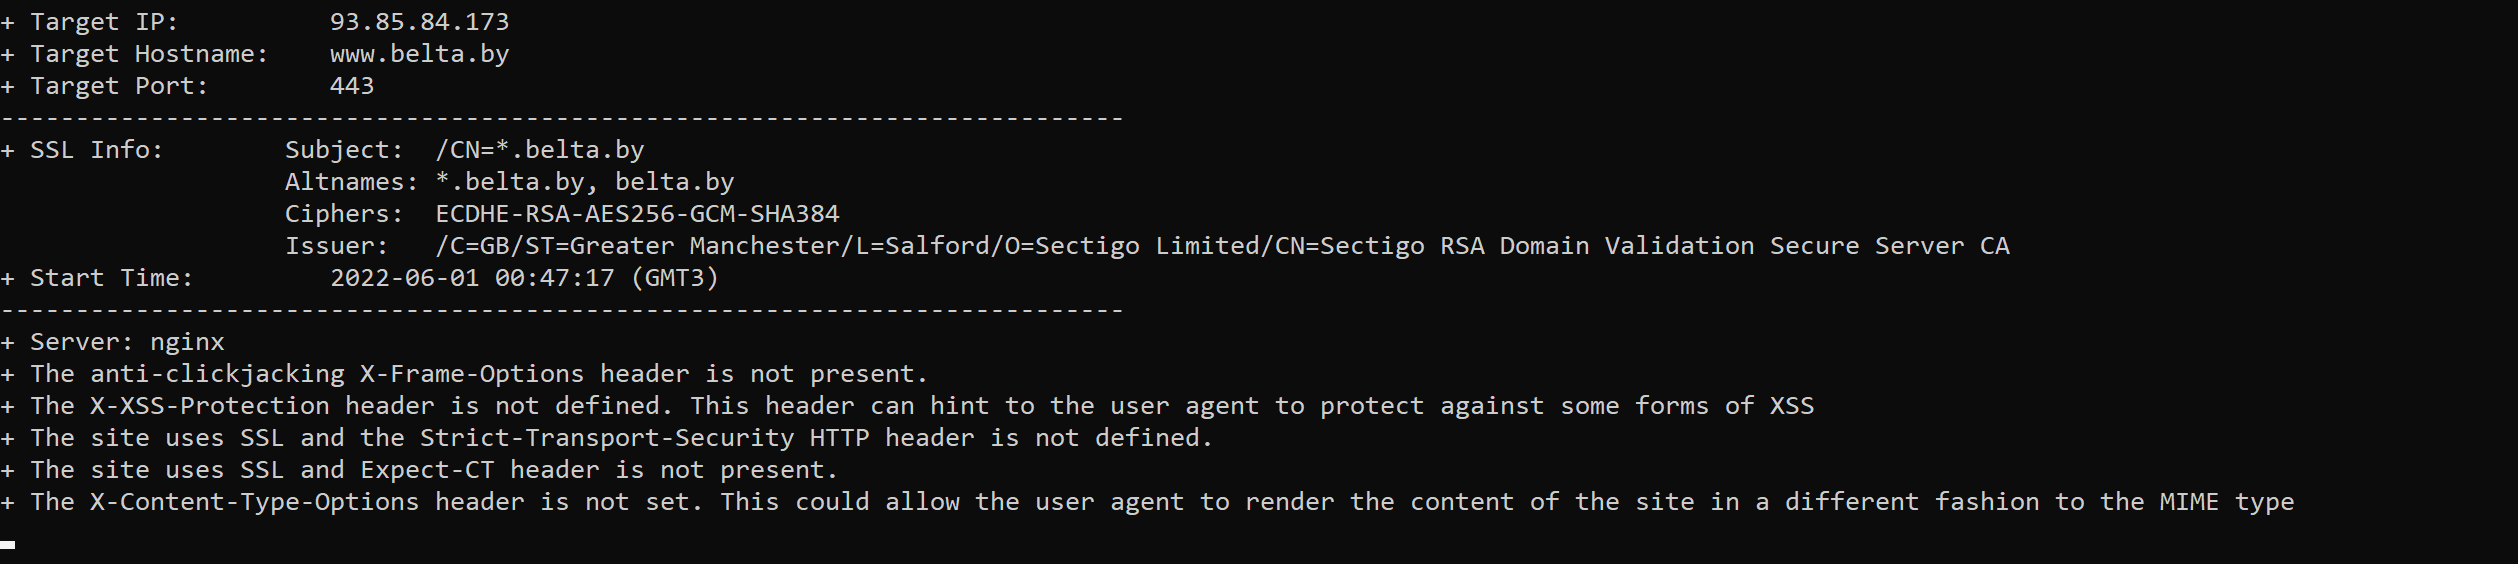 + Target IP:          93.85.84.173
+ Target Hostname:    www.belta.by
+ Target Port:        443
---------------------------------------------------------------------------
+ SSL Info:        Subject:  /CN=*.belta.by
                   Altnames: *.belta.by, belta.by
                   Ciphers:  ECDHE-RSA-AES256-GCM-SHA384
                   Issuer:   /C=GB/ST=Greater Manchester/L=Salford/O=Sectigo Limited/CN=Sectigo RSA Domain Validation Secure Server CA
+ Start Time:         2022-06-01 00:47:17 (GMT3)
---------------------------------------------------------------------------
+ Server: nginx
+ The anti-clickjacking X-Frame-Options header is not present.
+ The X-XSS-Protection header is not defined. This header can hint to the user agent to protect against some forms of XSS
+ The site uses SSL and the Strict-Transport-Security HTTP header is not defined.
+ The site uses SSL and Expect-CT header is not present.
+ The X-Content-Type-Options header is not set. This could allow the user agent to render the content of the site in a different fashion to the MIME type